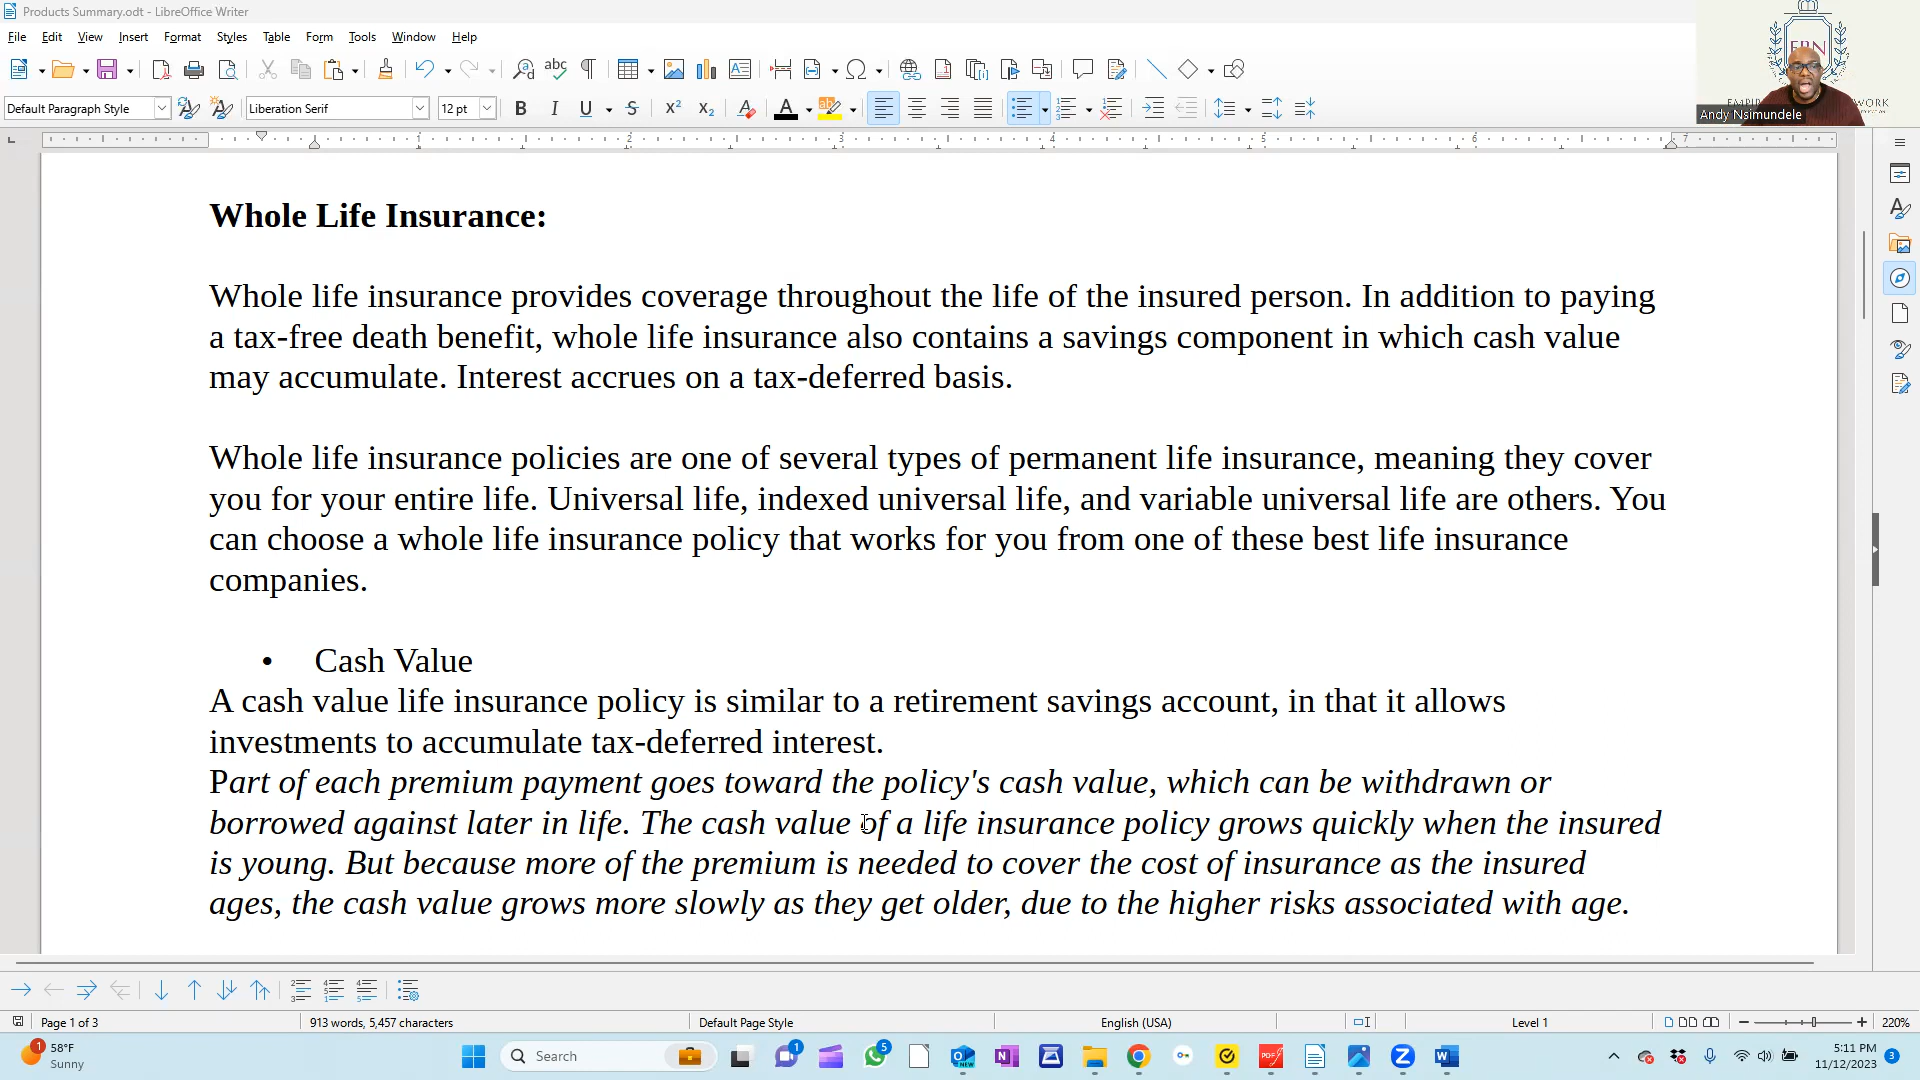 Products Summary.odt - LibreOffice Writer
File Edit View Insert Format Styles Table Form Tools Window Help
Default Paragraph Style Liberation Serif 12 pt
EPN
Andy Nsimundele
1 2 3 4 5 6 7
Whole Life Insurance:
Whole life insurance provides coverage throughout the life of the insured person. In addition to paying
a tax-free death benefit, whole life insurance also contains a savings component in which cash value
may accumulate. Interest accrues on a tax-deferred basis.
Whole life insurance policies are one of several types of permanent life insurance, meaning they cover
you for your entire life. Universal life, indexed universal life, and variable universal life are others. You
can choose a whole life insurance policy that works for you from one of these best life insurance
companies.
• Cash Value
A cash value life insurance policy is similar to a retirement savings account, in that it allows
investments to accumulate tax-deferred interest.
Part of each premium payment goes toward the policy's cash value, which can be withdrawn or
borrowed against later in life. The cash value of a life insurance policy grows quickly when the insured
is young. But because more of the premium is needed to cover the cost of insurance as the insured
ages, the cash value grows more slowly as they get older, due to the higher risks associated with age.
Page 1 of 3 913 words, 5,457 characters Default Page Style English (USA) Level 1 220%
58°F
Sunny
Search
5:11 PM
11/12/2023